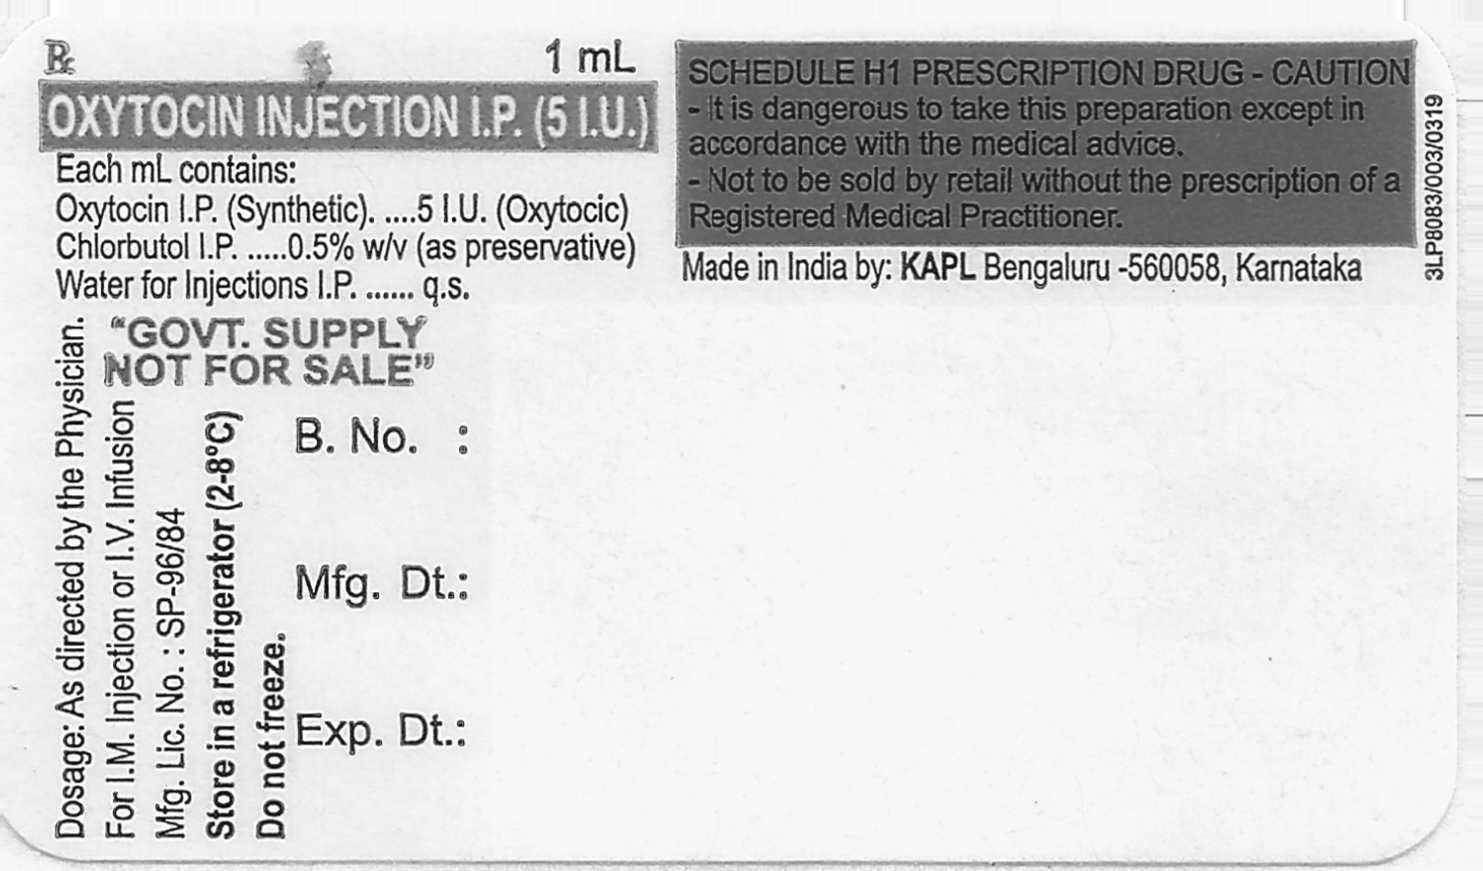 Rx 1 mL
OXYTOCIN INJECTION I.P. (5 I.U.)
Each mL contains:
Oxytocin I.P. (Synthetic). ....5 I.U. (Oxytocic)
Chlorbutol I.P. .....0.5% w/v (as preservative)
Water for Injections I.P. ...... q.s.
"GOVT. SUPPLY
NOT FOR SALE"
Dosage: As directed by the Physician.
For I.M. Injection or I.V. Infusion
Mfg. Lic. No. : SP-96/84
Store in a refrigerator (2-8°C)
Do not freeze.
B. No. :
Mfg. Dt.:
Exp. Dt.:
SCHEDULE H1 PRESCRIPTION DRUG - CAUTION
- It is dangerous to take this preparation except in
accordance with the medical advice.
- Not to be sold by retail without the prescription of a
Registered Medical Practitioner.
Made in India by: KAPL Bengaluru -560058, Karnataka
3LP8083/003/0319